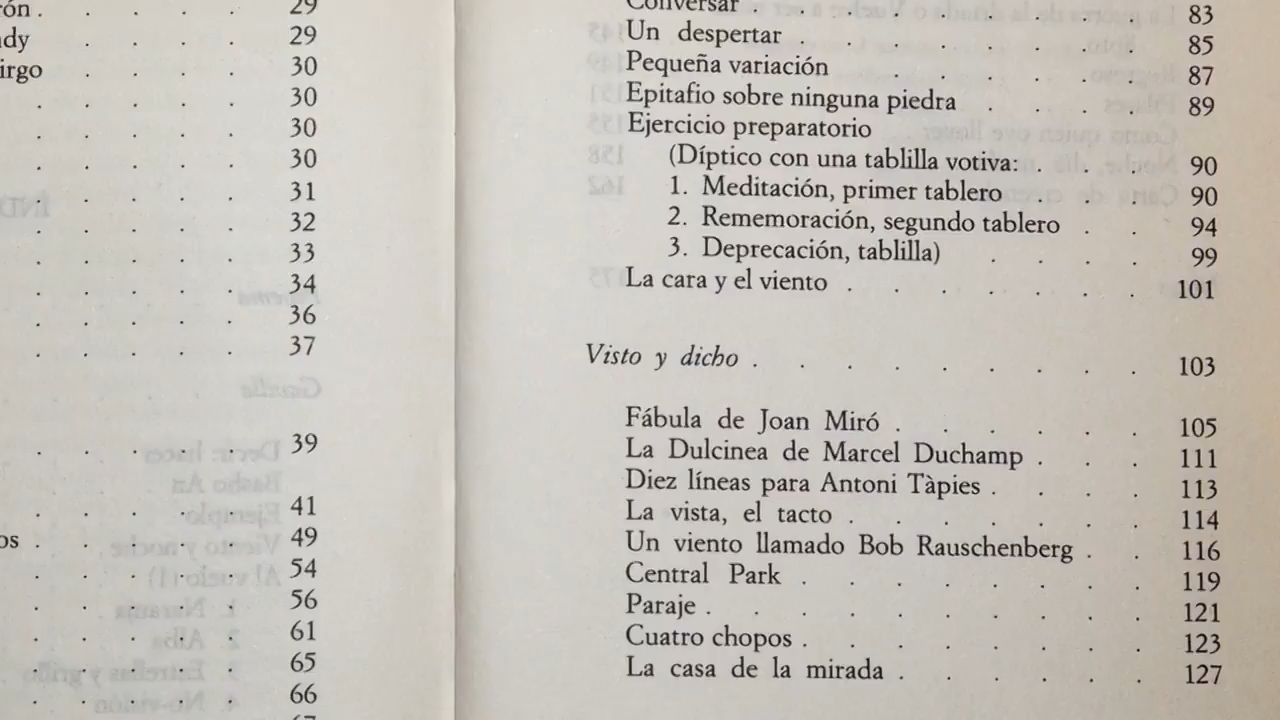 ón . . . . . 29
dy . . . . 29
irgo . . . . 30
. . . . . 30
. . . . . 30
. . . . . 30
. . . . . 31
. . . . . 32
. . . . . 33
. . . . . 34
. . . . . 36
37
. . . . . 39
41
os . . . . . 49
. . . . . 54
. . . . . 56
. . . . . 61
. . . . . 65
. . . . . 66
Conversar . . . . . . . . . 83
Un despertar . . . . . . . . 85
Pequeña variación . . . . . . 87
Epitafio sobre ninguna piedra . . . . 89
Ejercicio preparatorio
(Díptico con una tablilla votiva: . . . 90
1. Meditación, primer tablero . . . 90
2. Rememoración, segundo tablero . . 94
3. Deprecación, tablilla) . . . . 99
La cara y el viento . . . . . . . 101
Visto y dicho . . . . . . . . . 103
Fábula de Joan Miró . . . . . . 105
La Dulcinea de Marcel Duchamp . . . 111
Diez líneas para Antoni Tàpies . . . . 113
La vista, el tacto . . . . . . . 114
Un viento llamado Bob Rauschenberg . . 116
Central Park . . . . . . . . 119
Paraje . . . . . . . . . . 121
Cuatro chopos . . . . . . . . 123
La casa de la mirada . . . . . . 127